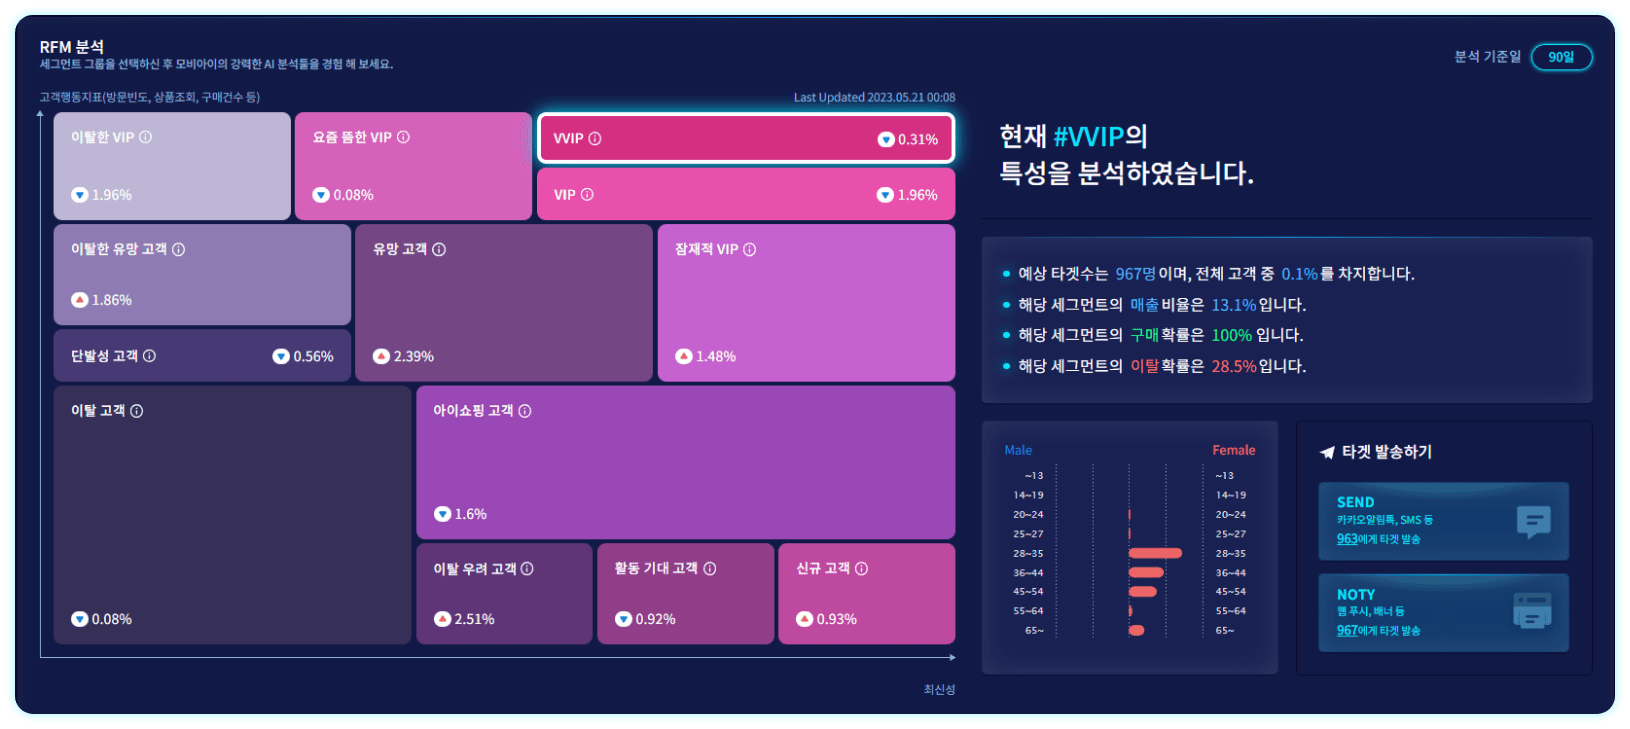 RFM 분석
세그먼트 그룹을 선택하신 후 모비아이의 강력한 AI 분석툴을 경험 해 보세요.
분석 기준일 90일
고객행동지표(방문빈도, 상품조회, 구매건수 등)
Last Updated 2023.05.21 00:08
이탈한 VIP
1.96%
요즘 뜸한 VIP
0.08%
VVIP 0.31%
VIP 1.96%
이탈한 유망 고객
1.86%
단발성 고객 0.56%
유망 고객
2.39%
잠재적 VIP
1.48%
이탈 고객
0.08%
아이쇼핑 고객
1.6%
이탈 우려 고객
2.51%
활동 기대 고객
0.92%
신규 고객
0.93%
최신성
현재 #VVIP의
특성을 분석하였습니다.
예상 타겟수는 967명이며, 전체 고객 중 0.1%를 차지합니다.
해당 세그먼트의 매출비율은 13.1%입니다.
해당 세그먼트의 구매확률은 100% 입니다.
해당 세그먼트의 이탈확률은 28.5%입니다.
Male Female
~13 ~13
14~19 14~19
20~24 20~24
25~27 25~27
28~35 28~35
36~44 36~44
45~54 45~54
55~64 55~64
65~ 65~
타겟 발송하기
SEND
카카오알림톡, SMS 등
963에게 타겟 발송
NOTY
앱 푸시, 배너 등
967에게 타겟 발송